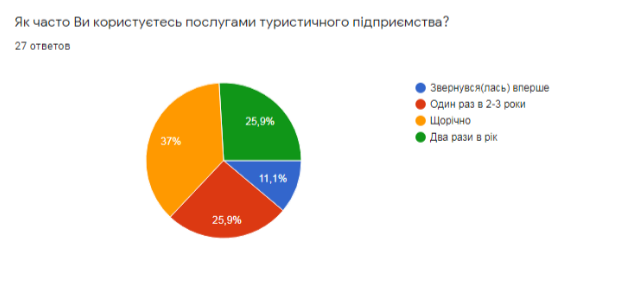 Як часто Ви користуєтесь послугами туристичного підприємства?
27 ответов
Звернувся(лась) вперше
Один раз в 2-3 роки
Щорічно
Два рази в рік
25,9%
37%
11,1%
25,9%